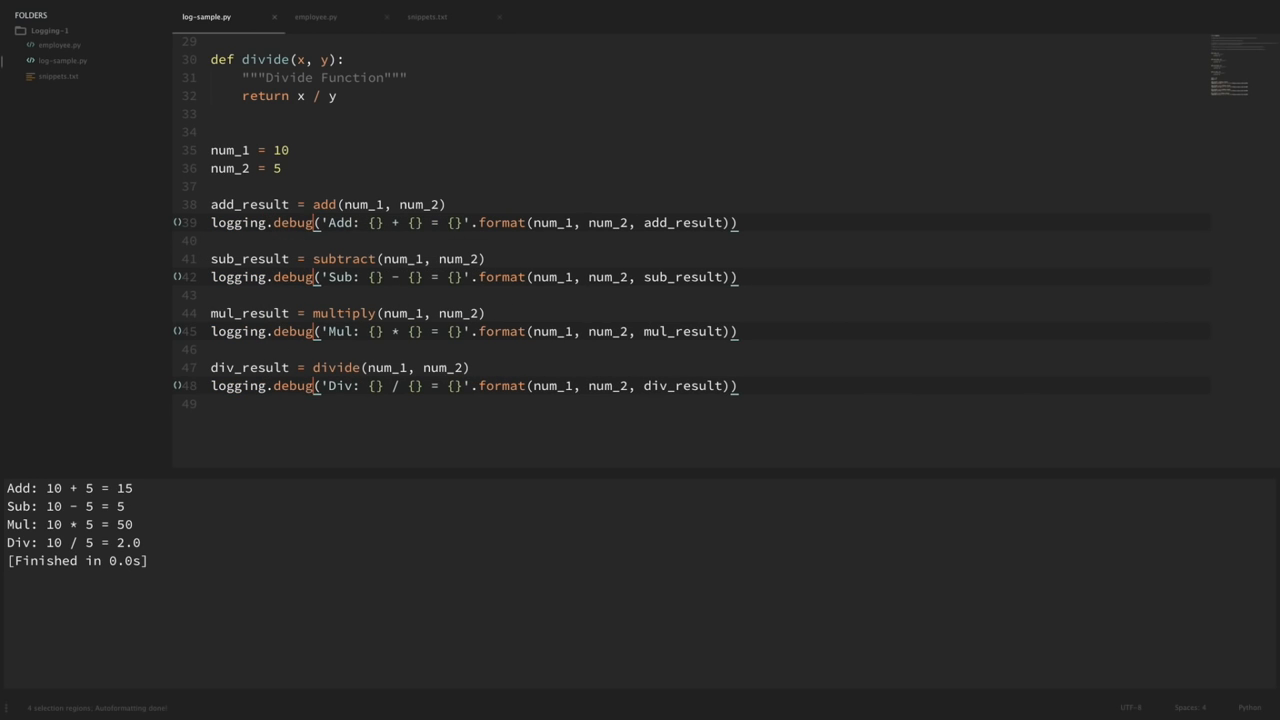 FOLDERS
Logging-1
employee.py
log-sample.py
snippets.txt
log-sample.py × employee.py × snippets.txt ×
29
30 def divide(x, y):
31 """Divide Function"""
32 return x / y
33
34
35 num_1 = 10
36 num_2 = 5
37
38 add_result = add(num_1, num_2)
39 logging.debug('Add: {} + {} = {}'.format(num_1, num_2, add_result))
40
41 sub_result = subtract(num_1, num_2)
42 logging.debug('Sub: {} - {} = {}'.format(num_1, num_2, sub_result))
43
44 mul_result = multiply(num_1, num_2)
45 logging.debug('Mul: {} * {} = {}'.format(num_1, num_2, mul_result))
46
47 div_result = divide(num_1, num_2)
48 logging.debug('Div: {} / {} = {}'.format(num_1, num_2, div_result))
49
Add: 10 + 5 = 15
Sub: 10 - 5 = 5
Mul: 10 * 5 = 50
Div: 10 / 5 = 2.0
[Finished in 0.0s]
4 selection regions; Autoformatting done! UTF-8 Spaces: 4 Python